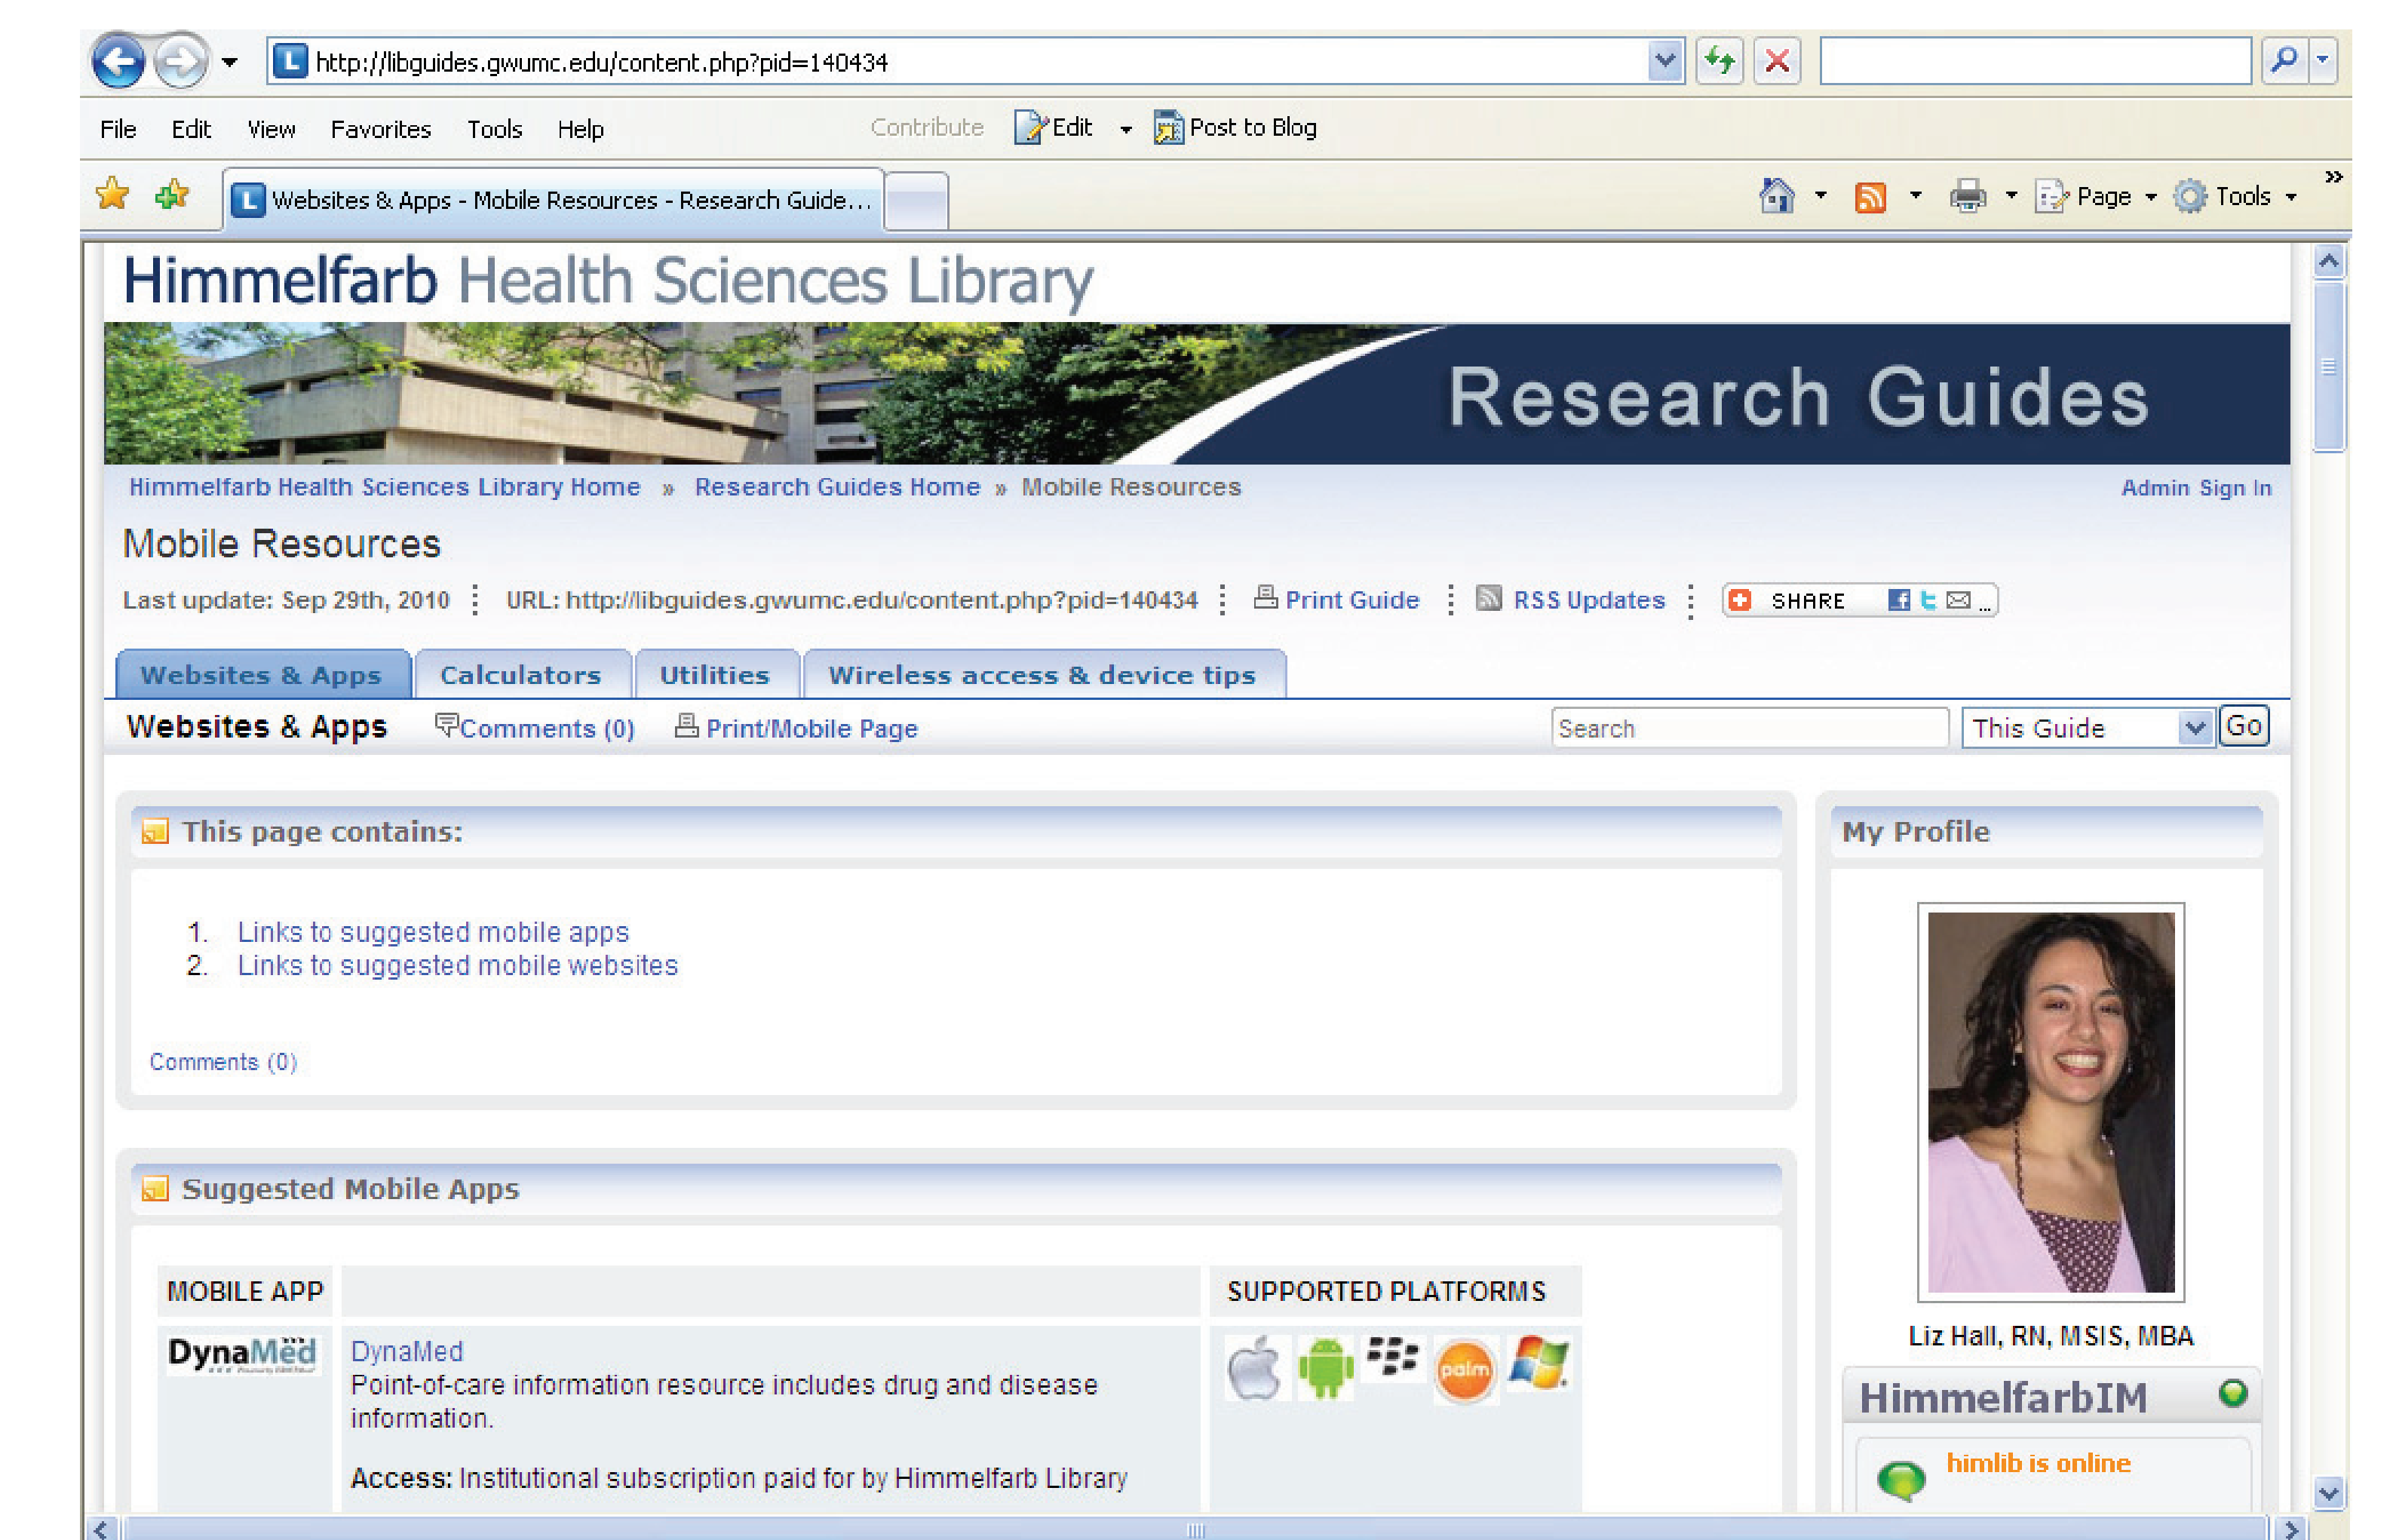 http://libguides.gwumc.edu/content.php?pid=140434
File Edit View Favorites Tools Help Contribute Edit Post to Blog
Websites & Apps - Mobile Resources - Research Guide... Page Tools »
Himmelfarb Health Sciences Library
Research Guides
Himmelfarb Health Sciences Library Home » Research Guides Home » Mobile Resources Admin Sign In
Mobile Resources
Last update: Sep 29th, 2010 URL: http://libguides.gwumc.edu/content.php?pid=140434 Print Guide RSS Updates SHARE ...
Websites & Apps Calculators Utilities Wireless access & device tips
Websites & Apps Comments (0) Print/Mobile Page Search This Guide Go
This page contains:
1. Links to suggested mobile apps
2. Links to suggested mobile websites
Comments (0)
Suggested Mobile Apps
MOBILE APP SUPPORTED PLATFORMS
DynaMed DynaMed palm
Point-of-care information resource includes drug and disease
information.
Access: Institutional subscription paid for by Himmelfarb Library
My Profile
Liz Hall, RN, MSIS, MBA
HimmelfarbIM
himlib is online